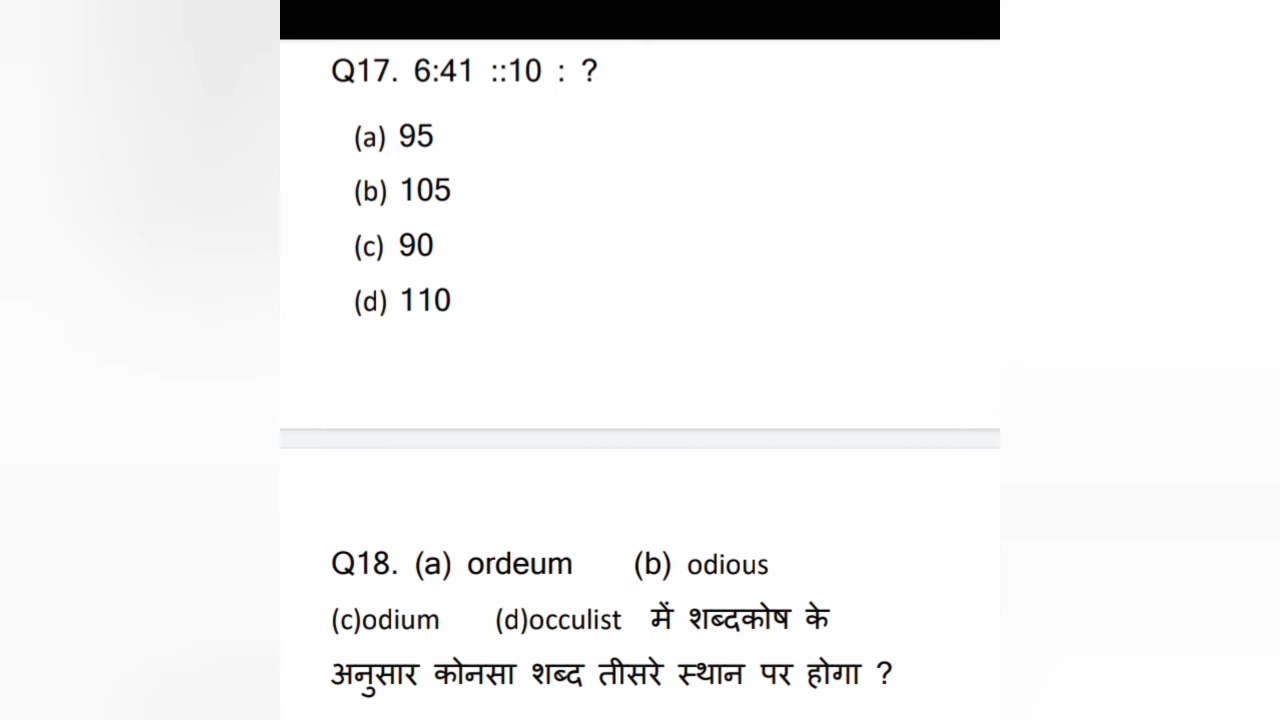 Q17. 6:41 ::10 : ?
(a) 95
(b) 105
(c) 90
(d) 110
Q18. (a) ordeum (b) odious
(c)odium (d)occulist में शब्दकोष के
अनुसार कोनसा शब्द तीसरे स्थान पर होगा ?